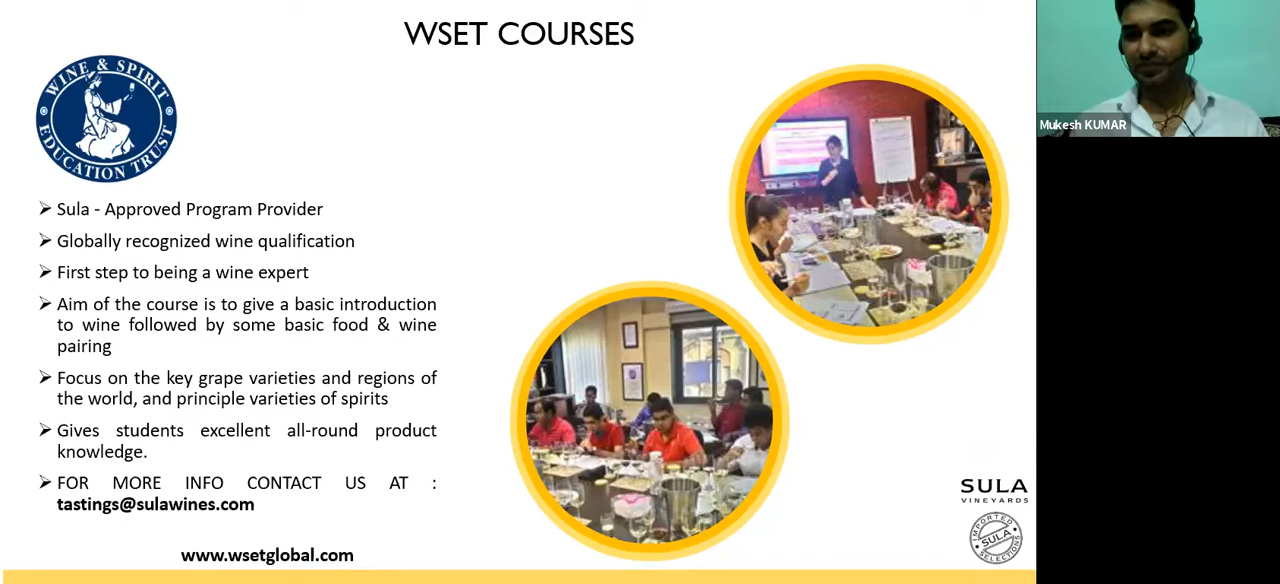 WSET COURSES
WINE & SPIRIT
EDUCATION TRUST
Mukesh KUMAR
➢ Sula - Approved Program Provider
➢ Globally recognized wine qualification
➢ First step to being a wine expert
➢ Aim of the course is to give a basic introduction
to wine followed by some basic food & wine
pairing
➢ Focus on the key grape varieties and regions of
the world, and principle varieties of spirits
➢ Gives students excellent all-round product
knowledge.
➢ FOR MORE INFO CONTACT US AT :
tastings@sulawines.com
www.wsetglobal.com
SULA
VINEYARDS
IMPORTED
SULA
SELECTIONS